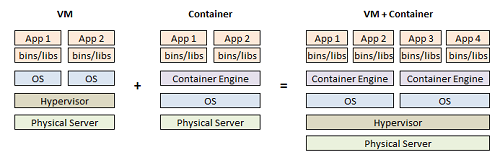 VM Container VM + Container
App 1 App 2 App 1 App 2 App 1 App 2 App 3 App 4
bins/libs bins/libs bins/libs bins/libs bins/libs bins/libs bins/libs bins/libs
OS OS Container Engine Container Engine Container Engine
+ =
Hypervisor OS OS OS
Physical Server Physical Server Hypervisor
Physical Server